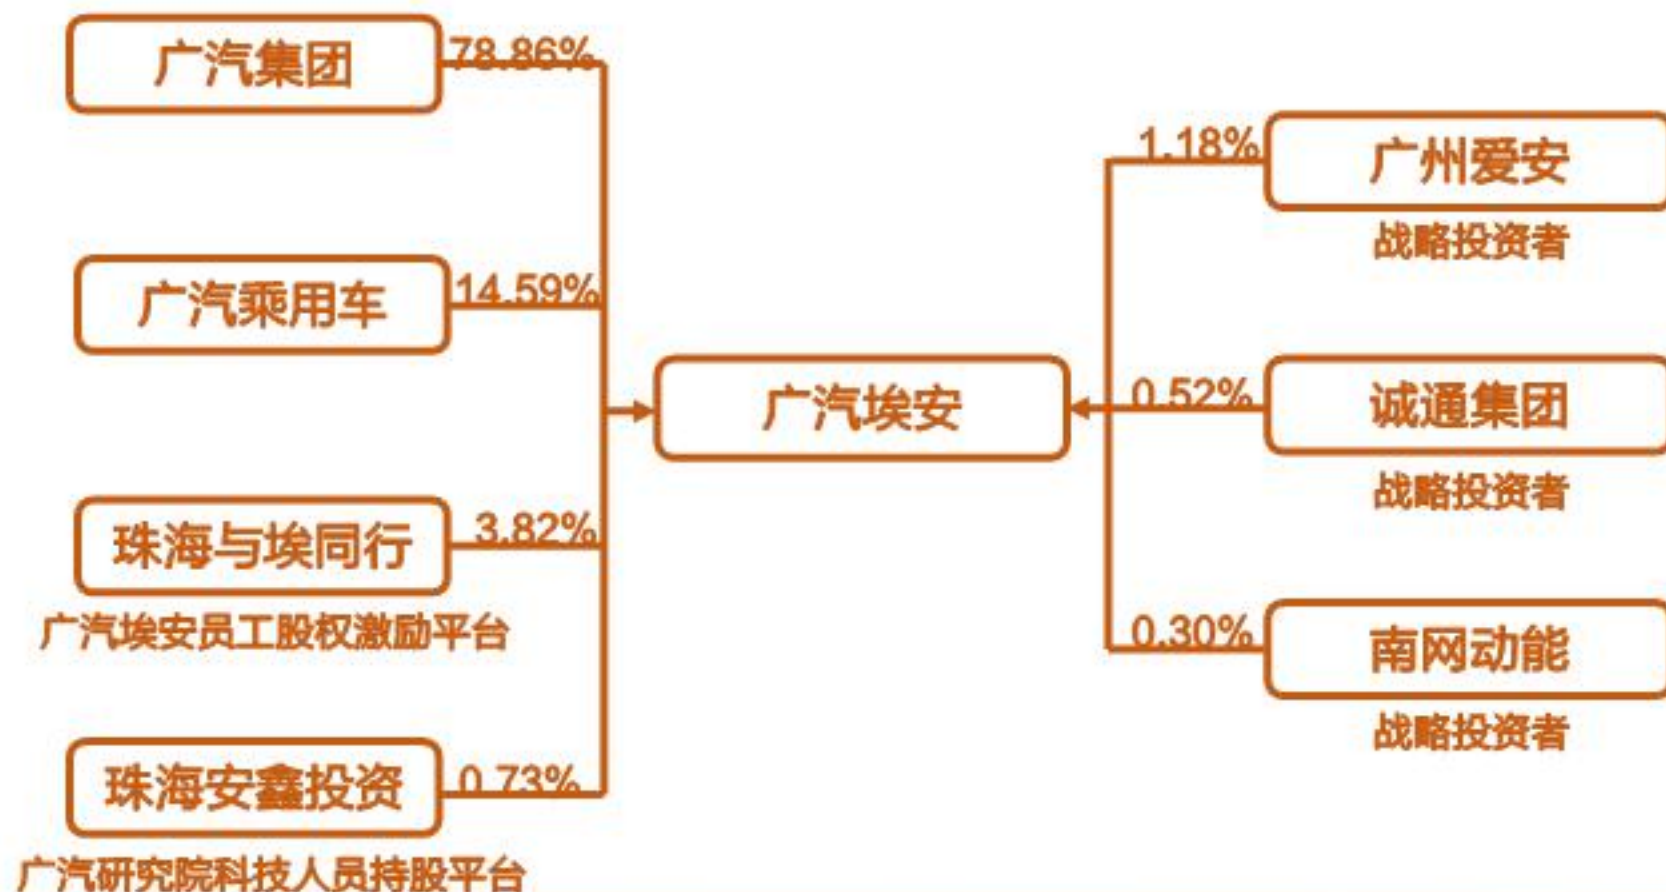 广汽集团
78.86%
广汽乘用车
14.59%
珠海与埃同行
3.82%
广汽埃安员工股权激励平台
珠海安鑫投资
0.73%
广汽研究院科技人员持股平台
广汽埃安
1.18%
广州爱安
战略投资者
0.52%
诚通集团
战略投资者
0.30%
南网动能
战略投资者